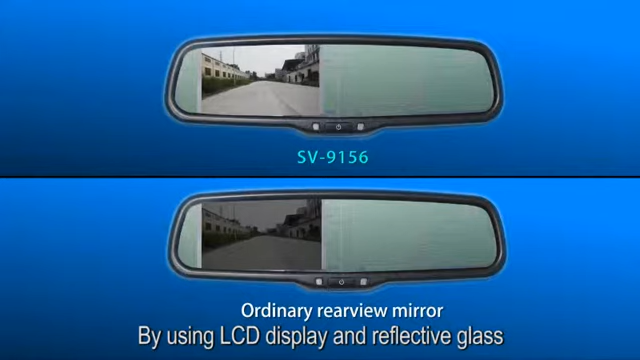 SV-9156
Ordinary rearview mirror
By using LCD display and reflective glass